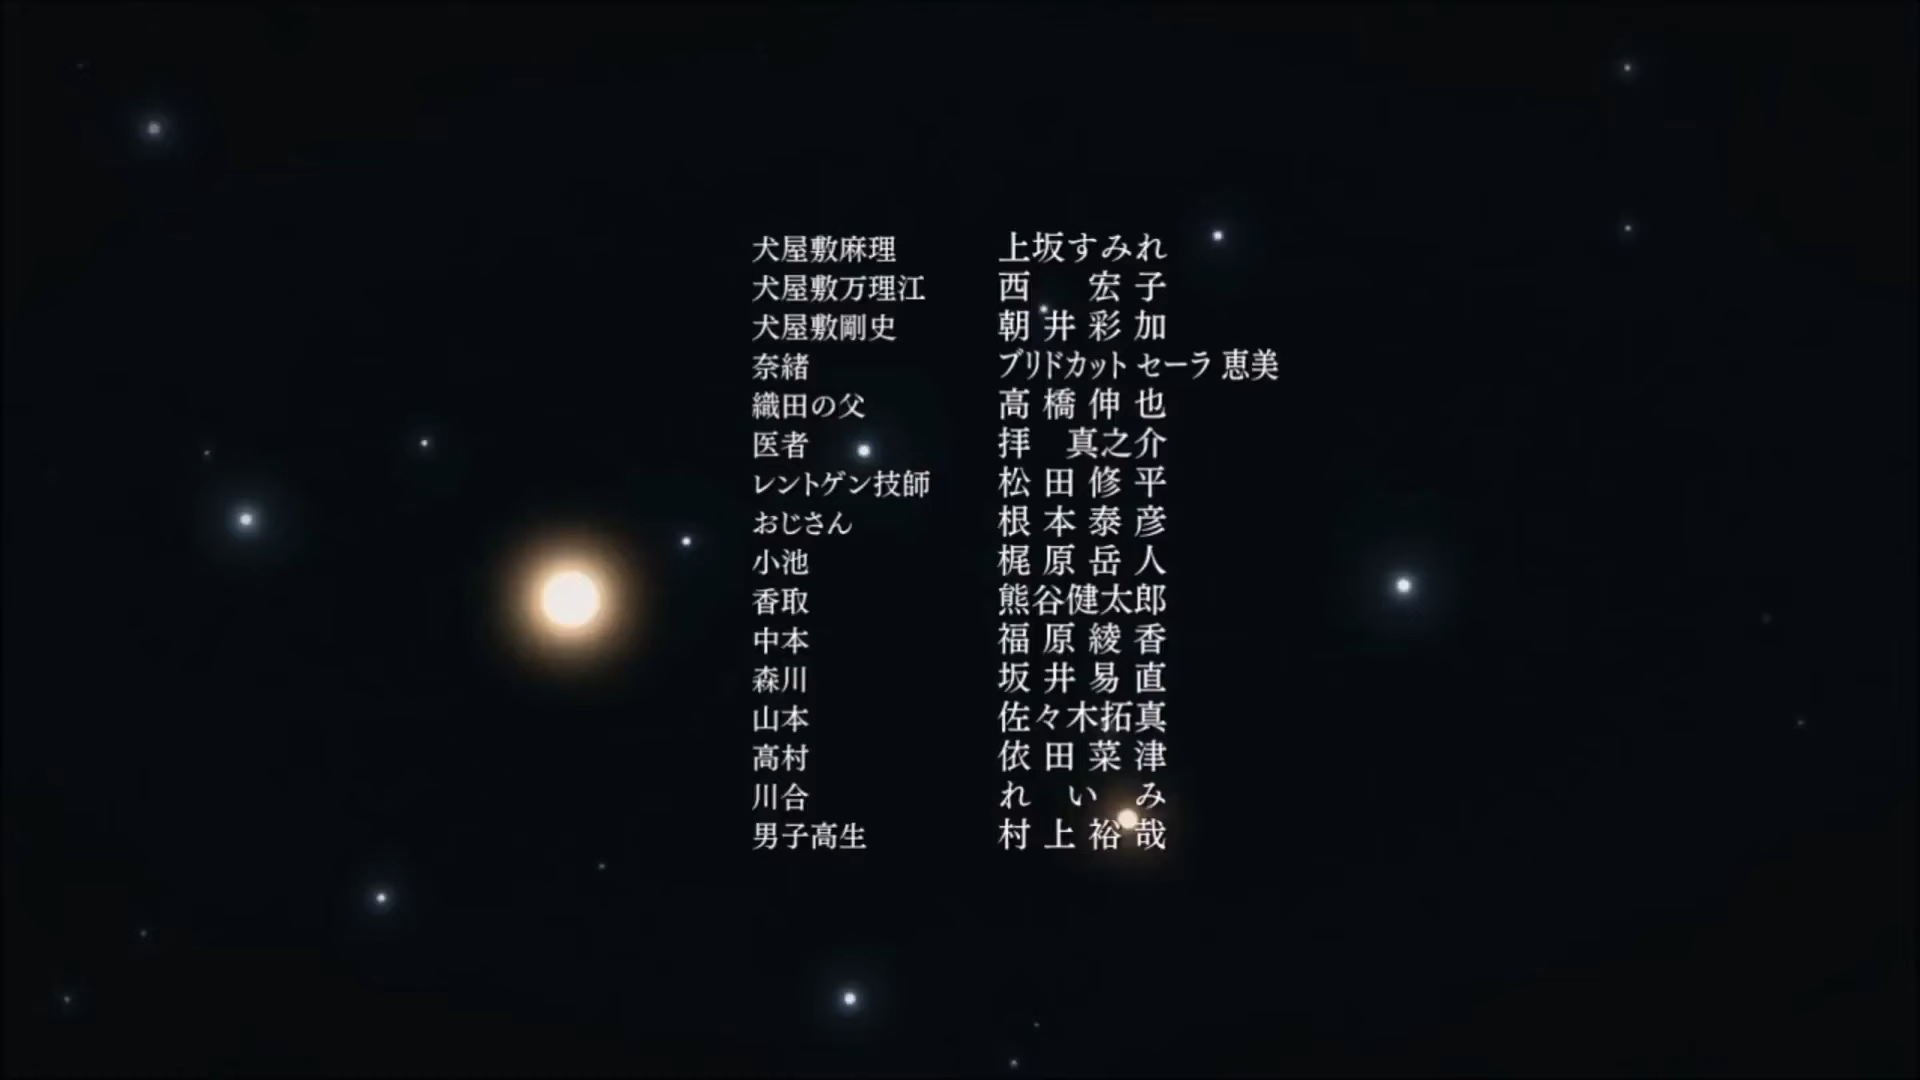 犬屋敷麻理 上坂すみれ
犬屋敷万理江 西 宏子
犬屋敷剛史 朝井彩加
奈緒 ブリドカット セーラ 恵美
織田の父 高橋伸也
医者 拝 真之介
レントゲン技師 松田修平
おじさん 根本泰彦
小池 梶原岳人
香取 熊谷健太郎
中本 福原綾香
森川 坂井易直
山本 佐々木拓真
高村 依田菜津
川合 れいみ
男子高生 村上裕哉